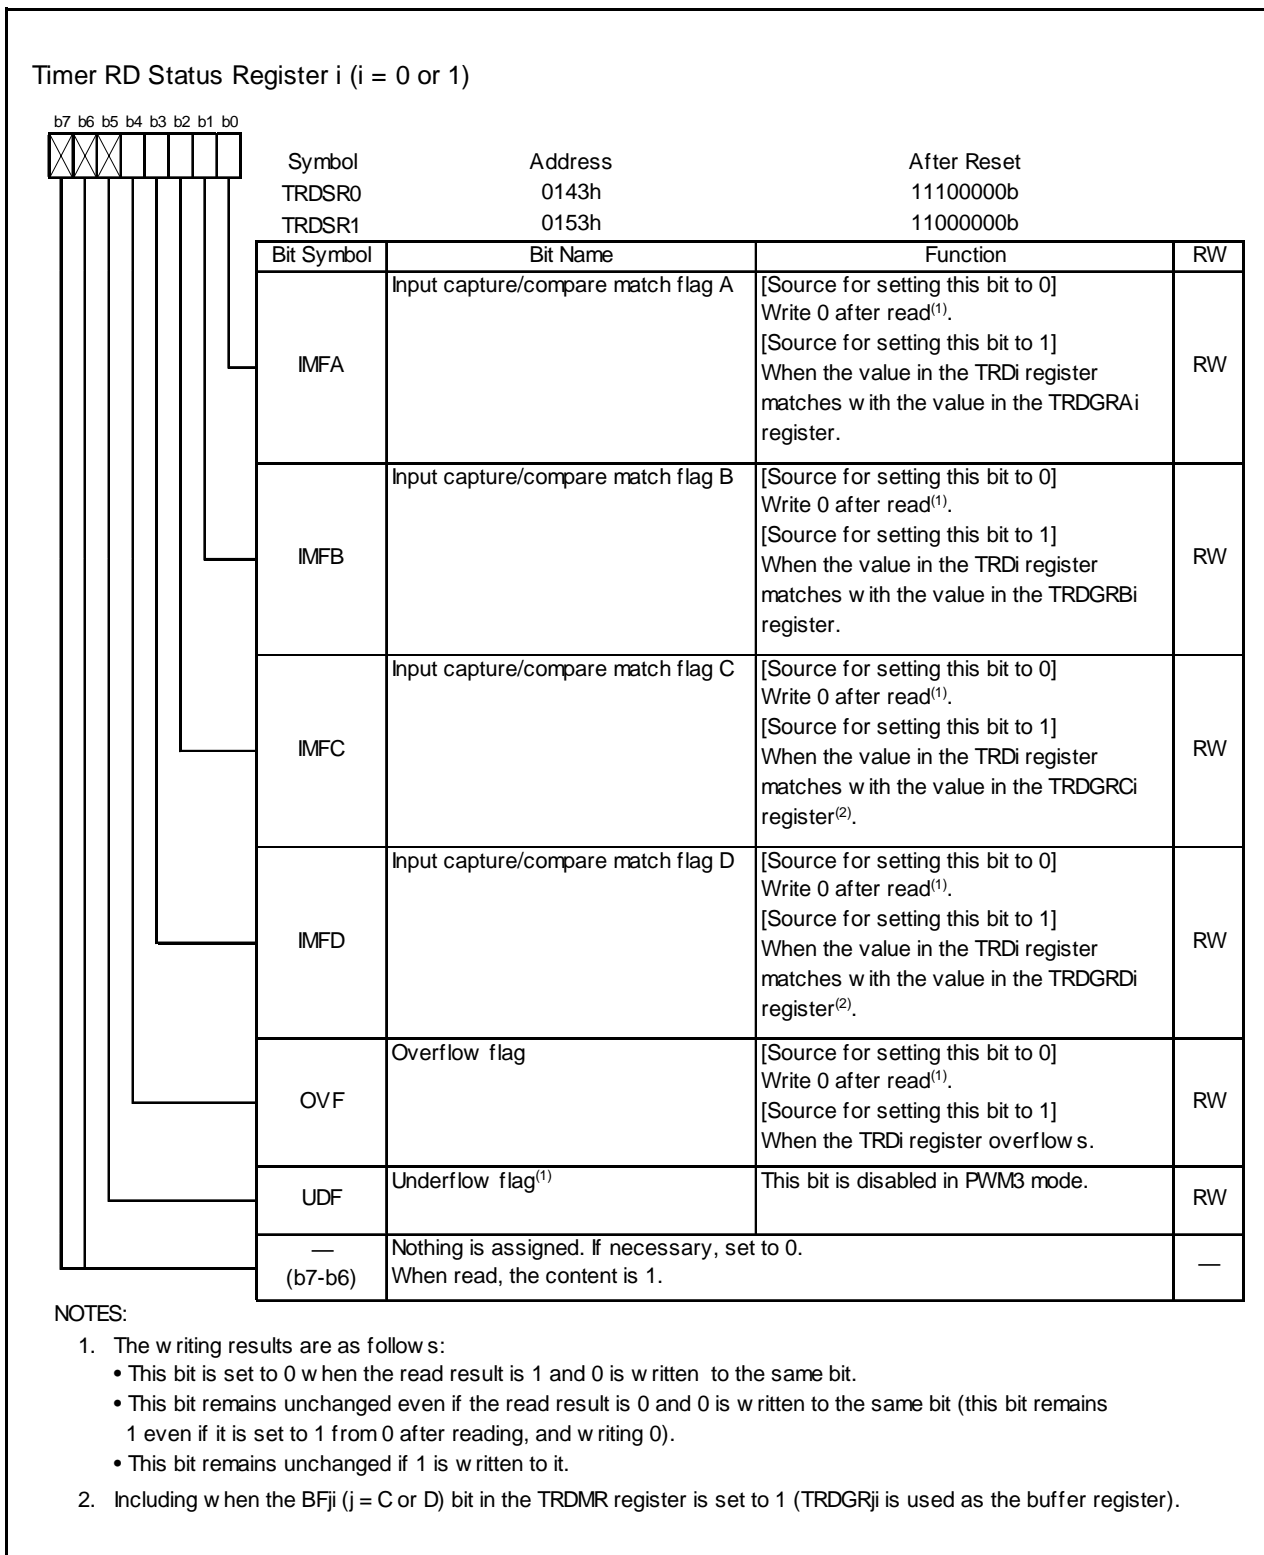 Timer RD Status Register i (i = 0 or 1)
b7 b6 b5 b4 b3 b2 b1 b0
Symbol Address After Reset
TRDSR0 0143h 11100000b
TRDSR1 0153h 11000000b
Bit Symbol Bit Name Function RW
IMFA Input capture/compare match flag A [Source for setting this bit to 0]
Write 0 after read(1).
[Source for setting this bit to 1]
When the value in the TRDi register
matches with the value in the TRDGRAi
register.
RW
IMFB Input capture/compare match flag B [Source for setting this bit to 0]
Write 0 after read(1).
[Source for setting this bit to 1]
When the value in the TRDi register
matches with the value in the TRDGRBi
register.
RW
IMFC Input capture/compare match flag C [Source for setting this bit to 0]
Write 0 after read(1).
[Source for setting this bit to 1]
When the value in the TRDi register
matches with the value in the TRDGRCi
register(2).
RW
IMFD Input capture/compare match flag D [Source for setting this bit to 0]
Write 0 after read(1).
[Source for setting this bit to 1]
When the value in the TRDi register
matches with the value in the TRDGRDi
register(2).
RW
OVF Overflow flag [Source for setting this bit to 0]
Write 0 after read(1).
[Source for setting this bit to 1]
When the TRDi register overflows.
RW
UDF Underflow flag(1) This bit is disabled in PWM3 mode. RW
— (b7-b6) Nothing is assigned. If necessary, set to 0.
When read, the content is 1.
—
NOTES:
1. The writing results are as follows:
• This bit is set to 0 when the read result is 1 and 0 is written to the same bit.
• This bit remains unchanged even if the read result is 0 and 0 is written to the same bit (this bit remains
1 even if it is set to 1 from 0 after reading, and writing 0).
• This bit remains unchanged if 1 is written to it.
2. Including when the BFji (j = C or D) bit in the TRDMR register is set to 1 (TRDGRji is used as the buffer register).